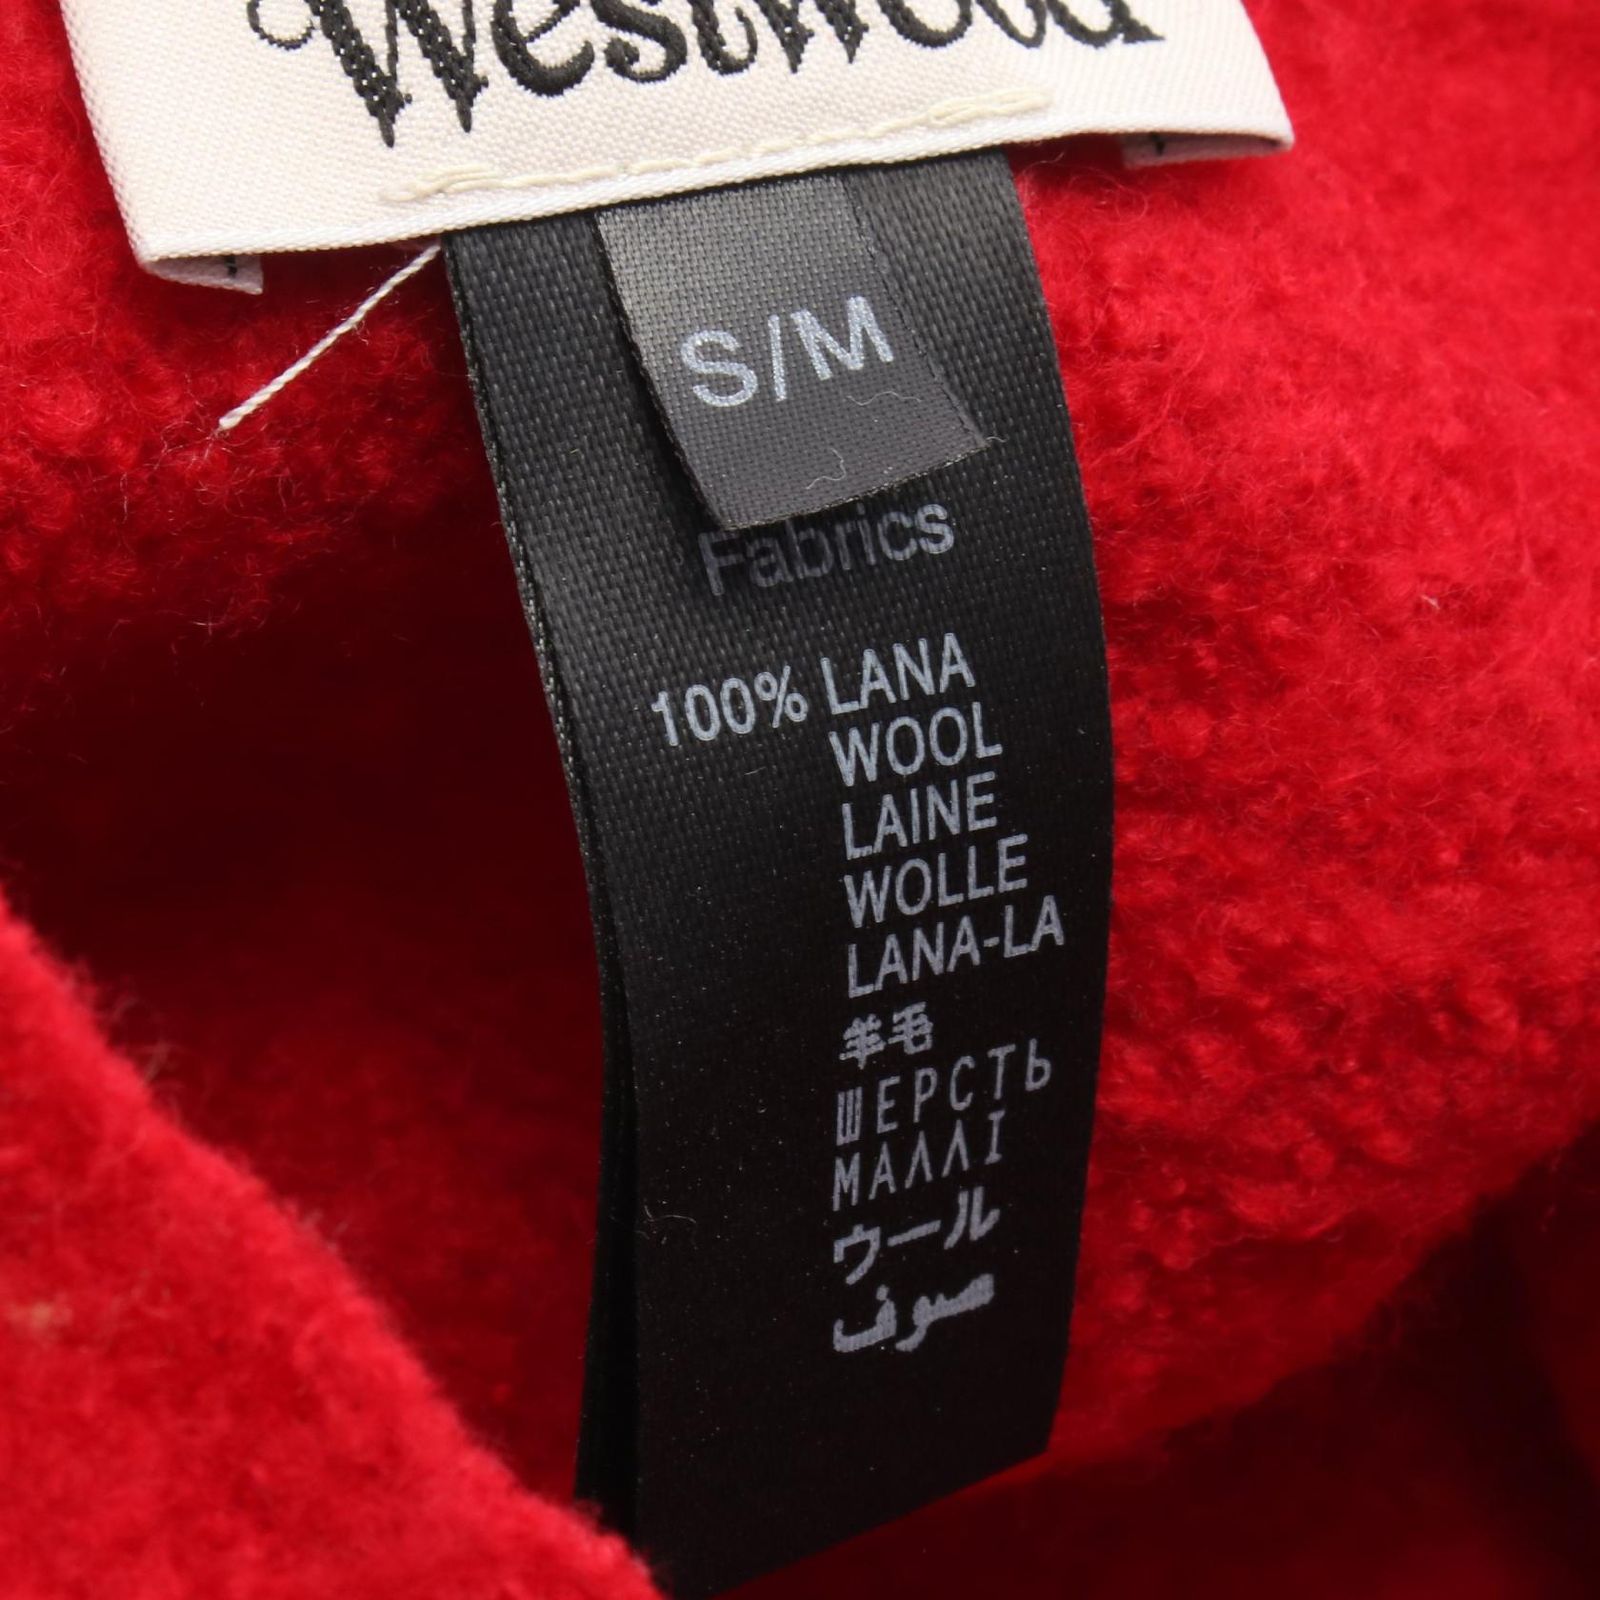 Westwood
S/M
Fabrics
100% LANA
WOOL
LAINE
WOLLE
LANA-LA
羊毛
ШЕРСТЬ
ΜΑΛΛΙ
ウール
صوف